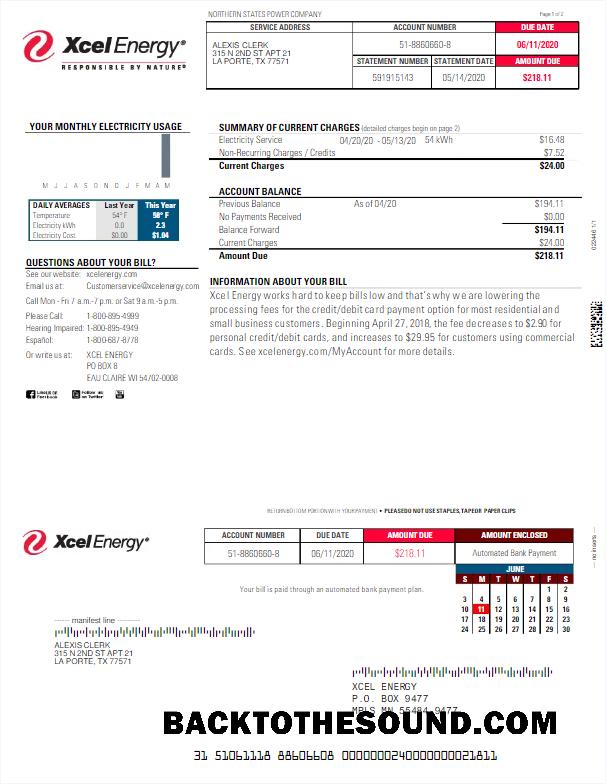 NORTHERN STATES POWER COMPANY
Page 1 of 2
XcelEnergy®
RESPONSIBLE BY NATURE®
SERVICE ADDRESS ACCOUNT NUMBER DUE DATE
ALEXIS CLERK
315 N 2ND ST APT 21
LA PORTE, TX 77571
51-8860660-8 06/11/2020
STATEMENT NUMBER STATEMENT DATE AMOUNT DUE
591915143 05/14/2020 $218.11
YOUR MONTHLY ELECTRICITY USAGE
M J J A S O N D J F M A M
DAILY AVERAGES Last Year This Year
Temperature 54° F 58° F
Electricity kWh 0.0 2.3
Electricity Cost $0.00 $1.04
QUESTIONS ABOUT YOUR BILL?
See our website: xcelenergy.com
Email us at: Customerservice@xcelenergy.com
Call Mon - Fri 7 a.m.-7 p.m. or Sat 9 a.m.-5 p.m.
Please Call: 1-800-895-4999
Hearing Impaired: 1-800-895-4949
Español: 1-800-687-8778
Or write us at: XCEL ENERGY
PO BOX 8
EAU CLAIRE WI 54702-0008
SUMMARY OF CURRENT CHARGES (detailed charges begin on page 2)
Electricity Service 04/20/20 - 05/13/20 54 kWh $16.48
Non-Recurring Charges / Credits $7.52
Current Charges $24.00
ACCOUNT BALANCE
Previous Balance As of 04/20 $194.11
No Payments Received $0.00
Balance Forward $194.11
Current Charges $24.00
Amount Due $218.11
INFORMATION ABOUT YOUR BILL
Xcel Energy works hard to keep bills low and that's why we are lowering the
processing fees for the credit/debit card payment option for most residential and
small business customers. Beginning April 27, 2018, the fee decreases to $2.90 for
personal credit/debit cards, and increases to $29.95 for customers using commercial
cards. See xcelenergy.com/MyAccount for more details.
022446 1/1
RETURN BOTTOM PORTION WITH YOUR PAYMENT • PLEASE DO NOT USE STAPLES, TAPE OR PAPER CLIPS
XcelEnergy®
ACCOUNT NUMBER DUE DATE AMOUNT DUE AMOUNT ENCLOSED
51-8860660-8 06/11/2020 $218.11 Automated Bank Payment
Your bill is paid through an automated bank payment plan.
JUNE
S M T W T F S
1 2
3 4 5 6 7 8 9
10 11 12 13 14 15 16
17 18 19 20 21 22 23
24 25 26 27 28 29 30
--- no inserts ---
------ manifest line ---------
ALEXIS CLERK
315 N 2ND ST APT 21
LA PORTE, TX 77571
XCEL ENERGY
P.O. BOX 9477
MPLS MN 55484-9477
BACKTOTHESOUND.COM
31 51061118 88606608 0000000240000000021811